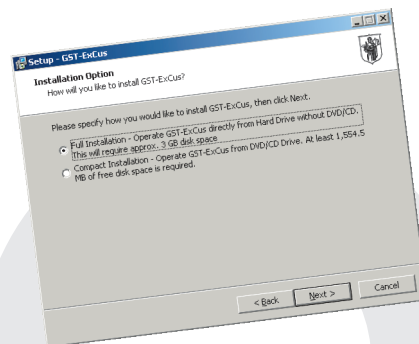 Setup - GST-ExCus
Installation Option
How will you like to install GST-ExCus?
Please specify how you would like to install GST-ExCus, then click Next.
Full Installation - Operate GST-ExCus directly from Hard Drive without DVD/CD.
This will require approx. 3 GB disk space
Compact Installation - Operate GST-ExCus from DVD/CD Drive. At least 1,554.5
MB of free disk space is required.
< Back Next > Cancel